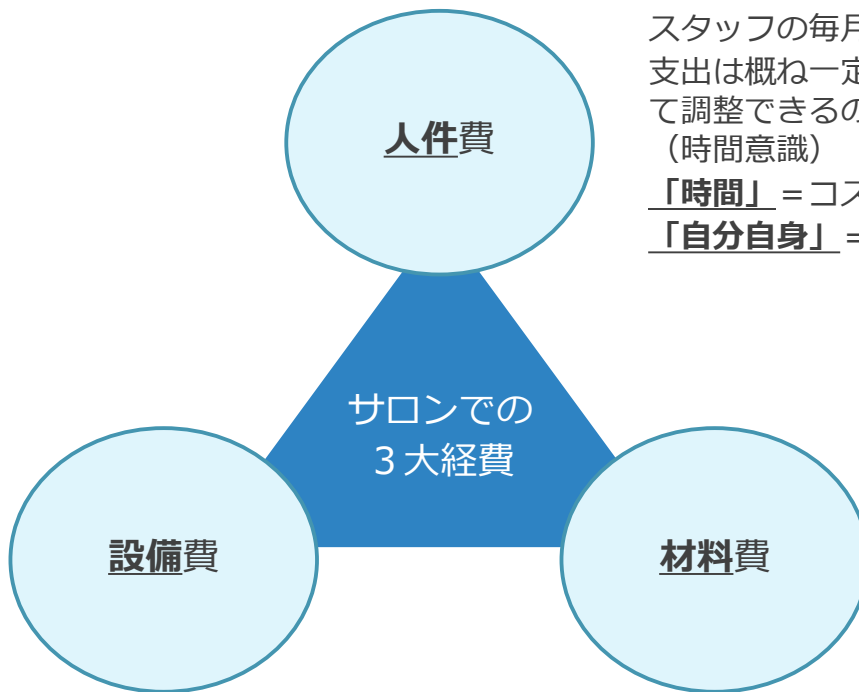 人件費
スタッフの毎月
支出は概ね一定
て調整できるの
（時間意識）
「時間」＝コス
「自分自身」＝
サロンでの
３大経費
設備費
材料費